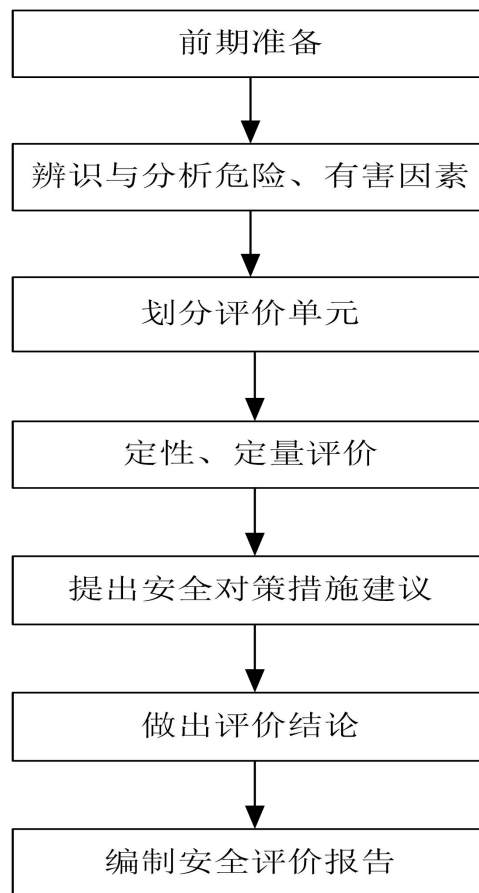 前期准备
辨识与分析危险、有害因素
划分评价单元
定性、定量评价
提出安全对策措施建议
做出评价结论
编制安全评价报告